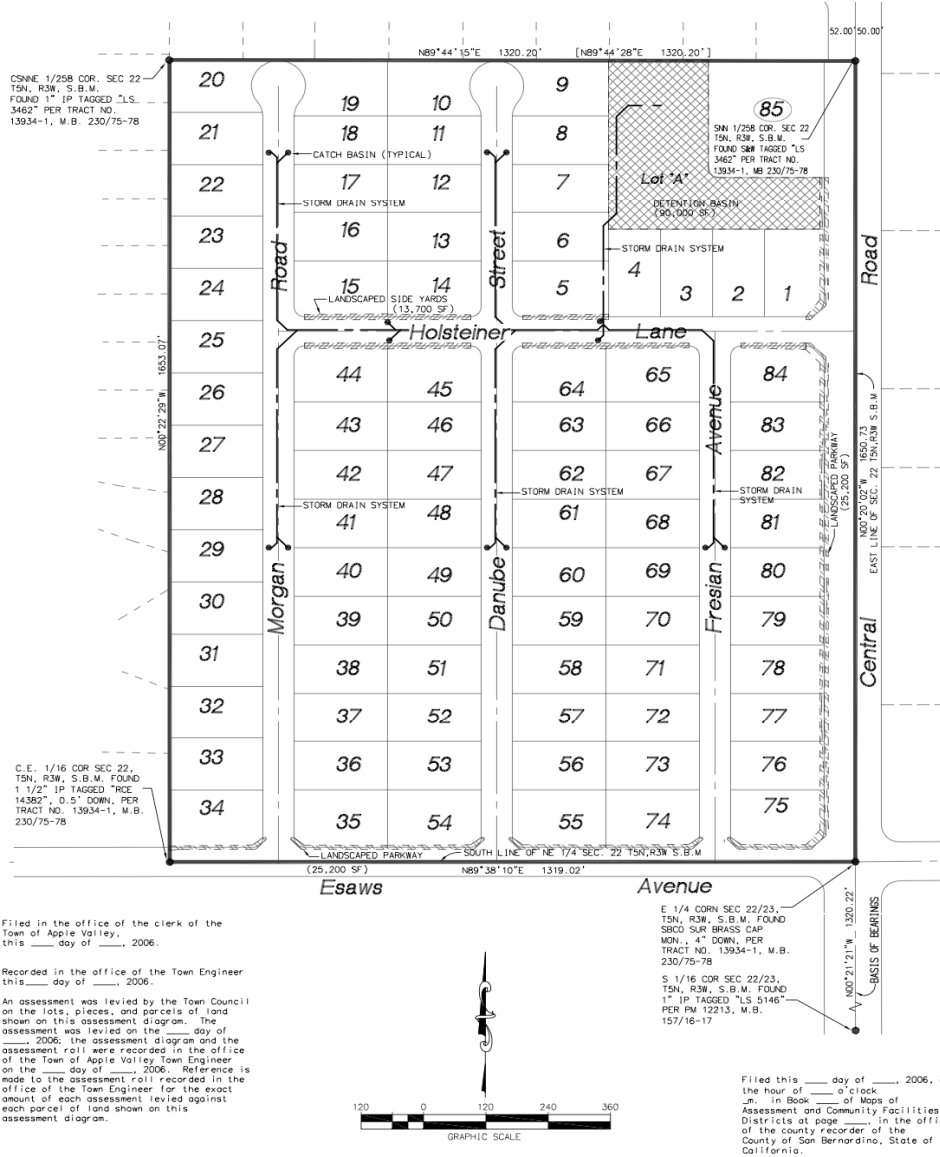 52.00'50.00'
N89°44'15"E 1320.20' [N89°44'28"E 1320.20']
CSNNE 1/258 COR. SEC 22
T5N, R3W, S.B.M.
FOUND 1" IP TAGGED "LS
3462" PER TRACT NO.
13934-1, M.B. 230/75-78
20
21
22
23
24
25
26
27
28
29
30
31
32
33
34
19
18
17
16
15
10
11
12
13
14
9
8
7
6
5
85
SNN 1/258 COR. SEC 22
T5N, R3W, S.B.M.
FOUND S&W TAGGED "LS
3462" PER TRACT NO.
13934-1, MB 230/75-78
Lot "A"
DETENTION BASIN
(90,000 SF)
CATCH BASIN (TYPICAL)
STORM DRAIN SYSTEM
STORM DRAIN SYSTEM
4
3
2
1
Road
Street
Road
LANDSCAPED SIDE YARDS
(13,700 SF)
Holsteiner Lane
N00°22'29"W 1653.07'
44
43
42
41
40
39
38
37
36
35
45
46
47
48
49
50
51
52
53
54
64
63
62
61
60
59
58
57
56
55
65
66
67
68
69
70
71
72
73
74
84
83
82
81
80
79
78
77
76
75
STORM DRAIN SYSTEM
STORM DRAIN SYSTEM
STORM DRAIN
SYSTEM
Avenue
Morgan
Danube
Fresian
Central
LANDSCAPED PARKWAY
(25,200 SF)
N00°20'02"W 1650.73
EAST LINE OF SEC. 22 T5N,R3W S.B.M
C.E. 1/16 COR SEC 22,
T5N, R3W, S.B.M. FOUND
1 1/2" IP TAGGED "RCE
14382", 0.5' DOWN, PER
TRACT NO. 13934-1, M.B.
230/75-78
LANDSCAPED PARKWAY
(25,200 SF)
SOUTH LINE OF NE 1/4 SEC. 22 T5N,R3W S.B.M
N89°38'10"E 1319.02'
Esaws Avenue
E 1/4 CORN SEC 22/23,
T5N, R3W, S.B.M. FOUND
SBCO SUR BRASS CAP
MON., 4" DOWN, PER
TRACT NO. 13934-1, M.B.
230/75-78
S 1/16 COR SEC 22/23,
T5N, R3W, S.B.M. FOUND
1" IP TAGGED "LS 5146"
PER PM 12213, M.B.
157/16-17
N00°21'21"W 1320.22'
BASIS OF BEARINGS
Filed in the office of the clerk of the
Town of Apple Valley,
this ____ day of ____, 2006.
Recorded in the office of the Town Engineer
this____ day of ____, 2006.
An assessment was levied by the Town Council
on the lots, pieces, and parcels of land
shown on this assessment diagram. The
assessment was levied on the ____ day of
____, 2006; the assessment diagram and the
assessment roll were recorded in the office
of the Town of Apple Valley Town Engineer
on the ____ day of ____, 2006. Reference is
made to the assessment roll recorded in the
office of the Town Engineer for the exact
amount of each assessment levied against
each parcel of land shown on this
assessment diagram.
120 0 120 240 360
GRAPHIC SCALE
Filed this ____ day of ____, 2006,
the hour of ____ o'clock
_m. in Book ____ of Maps of
Assessment and Community Facilities
Districts at page ____, in the offi
of the county recorder of the
County of San Bernardino, State of
California.